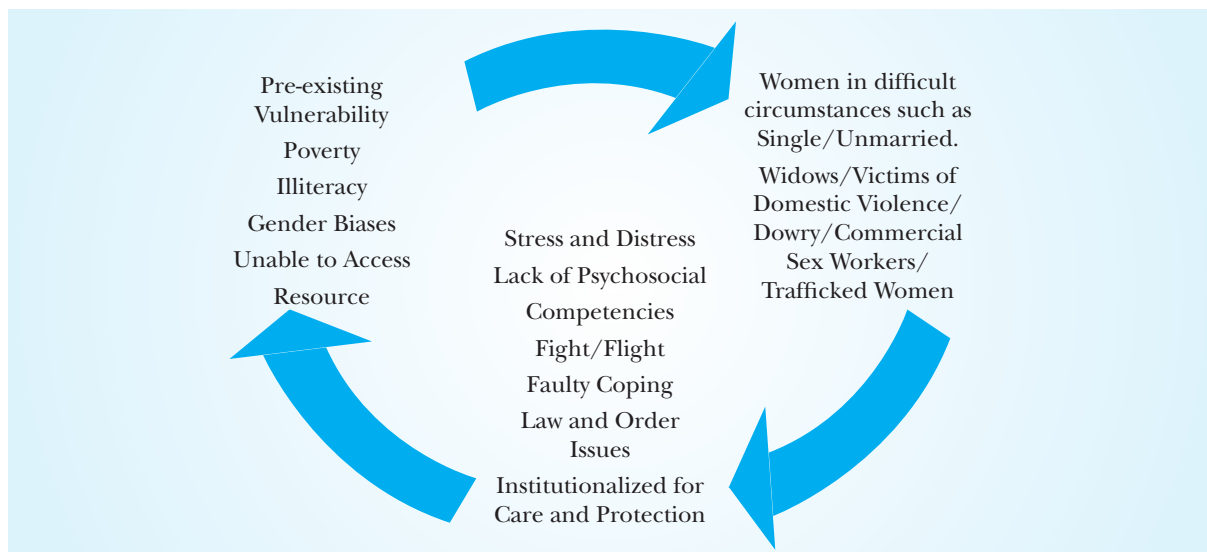 Pre-existing
Vulnerability
Poverty
Illiteracy
Gender Biases
Unable to Access
Resource
Women in difficult
circumstances such as
Single/Unmarried.
Widows/Victims of
Domestic Violence/
Dowry/Commercial
Sex Workers/
Trafficked Women
Stress and Distress
Lack of Psychosocial
Competencies
Fight/Flight
Faulty Coping
Law and Order
Issues
Institutionalized for
Care and Protection